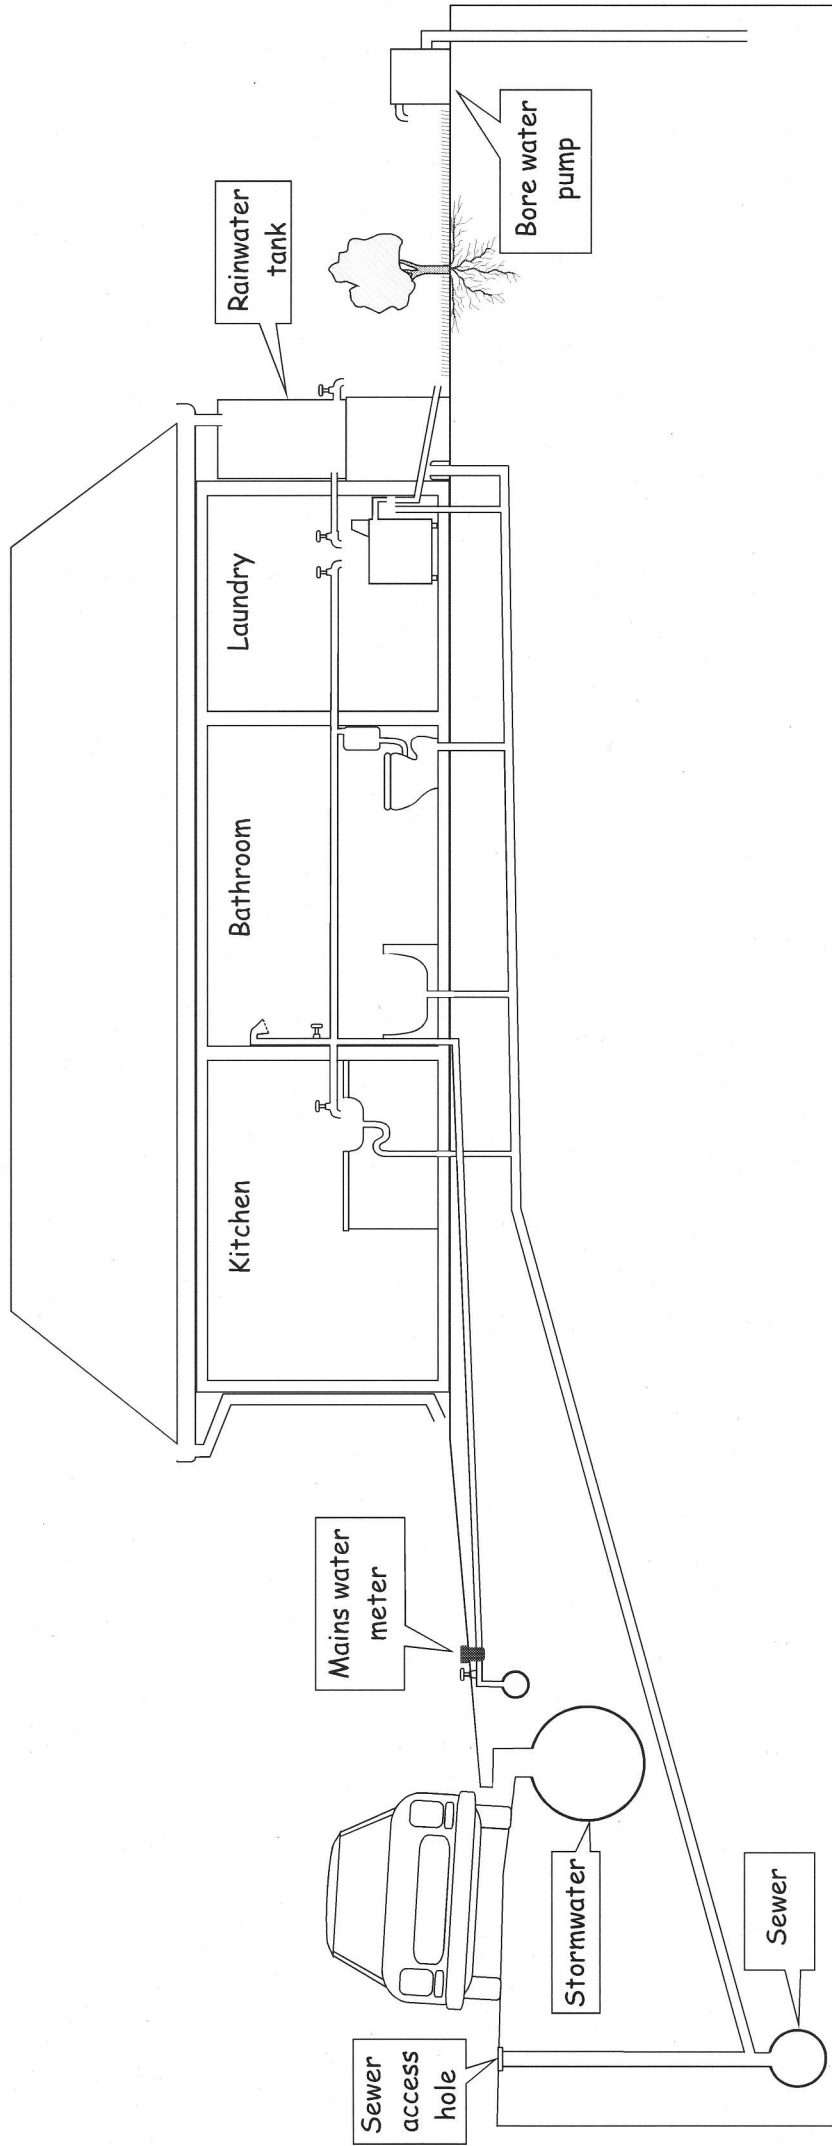 Kitchen
Bathroom
Laundry
Rainwater
tank
Mains water
meter
Sewer
access
hole
Stormwater
Sewer
Bore water
pump